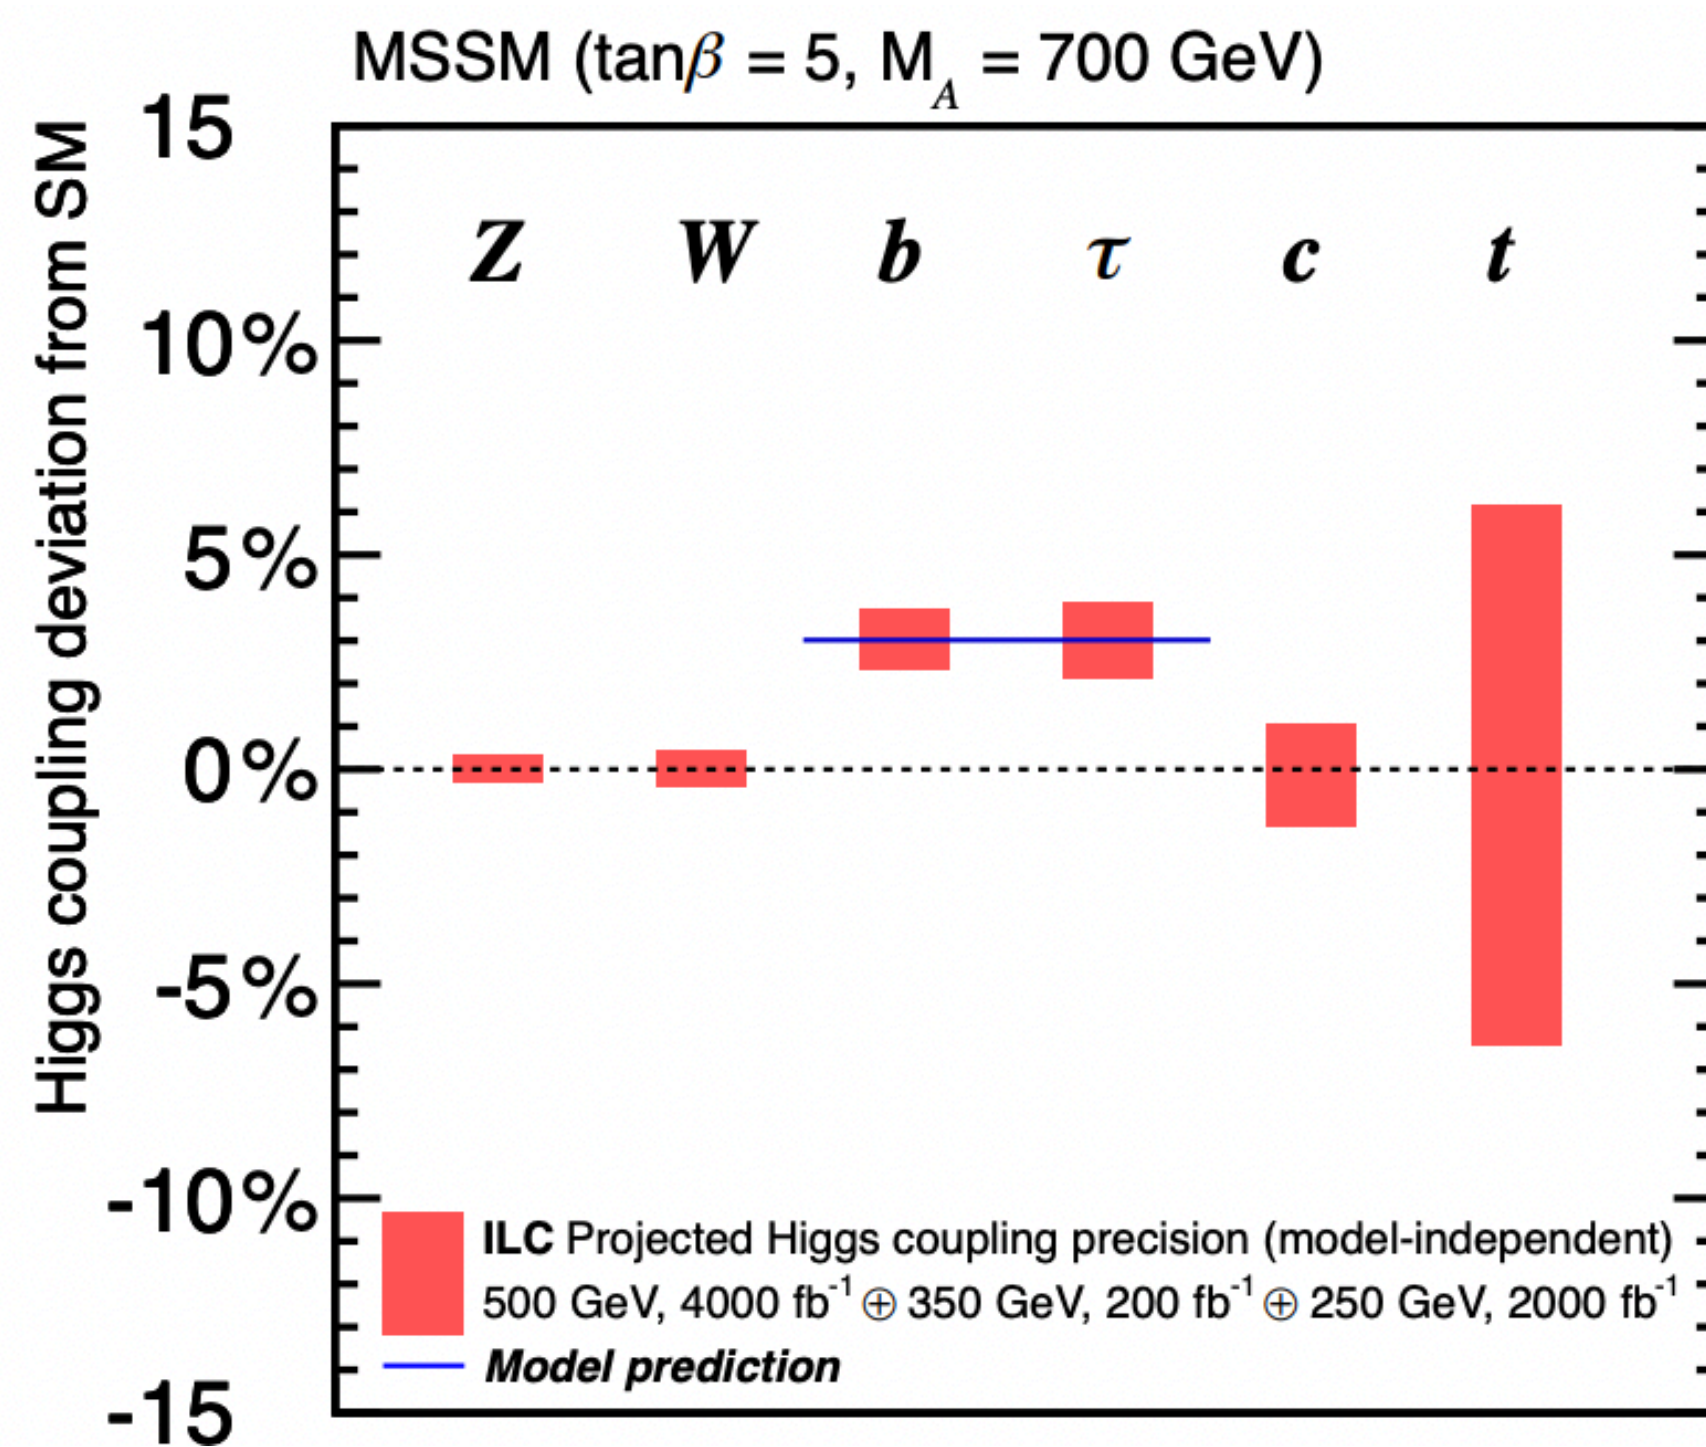 MSSM (tanβ = 5, M_A = 700 GeV)
Higgs coupling deviation from SM
15
10%
5%
0%
-5%
-10%
-15
Z W b τ c t
ILC Projected Higgs coupling precision (model-independent)
500 GeV, 4000 fb⁻¹ ⊕ 350 GeV, 200 fb⁻¹ ⊕ 250 GeV, 2000 fb⁻¹
Model prediction